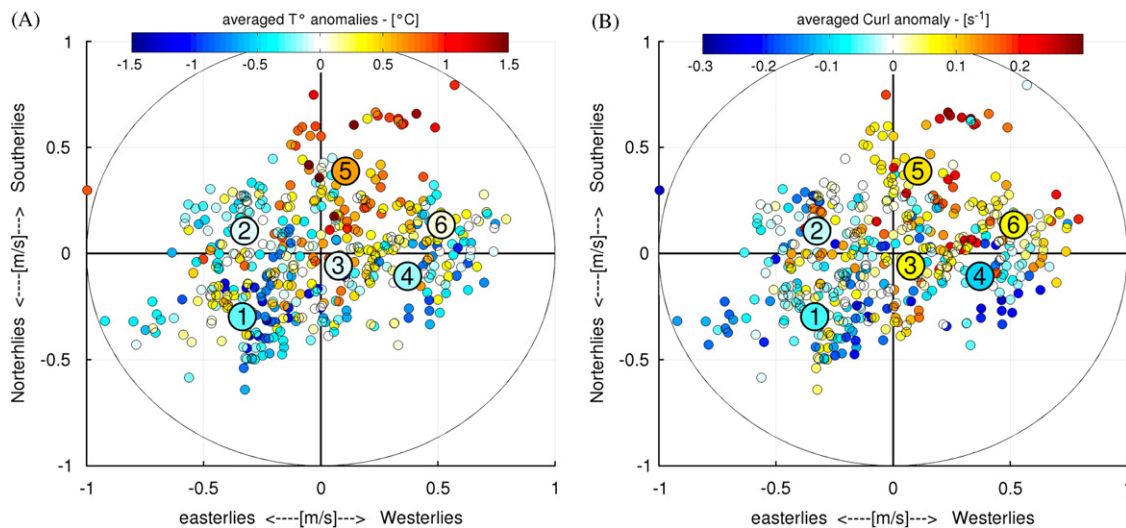 (A)
averaged T° anomalies - [°C]
-1.5 -1 -0.5 0 0.5 1 1.5
1
0.5
0
-0.5
-1
Norterhlies <----[m/s]---> Southerlies
1
2
3
4
5
6
-1 -0.5 0 0.5 1
easterlies <----[m/s]---> Westerlies
(B)
averaged Curl anomaly - [s-1]
-0.3 -0.2 -0.1 0 0.1 0.2
1
0.5
0
-0.5
-1
Norterhlies <----[m/s]---> Southerlies
1
2
3
4
5
6
-1 -0.5 0 0.5 1
easterlies <----[m/s]---> Westerlies